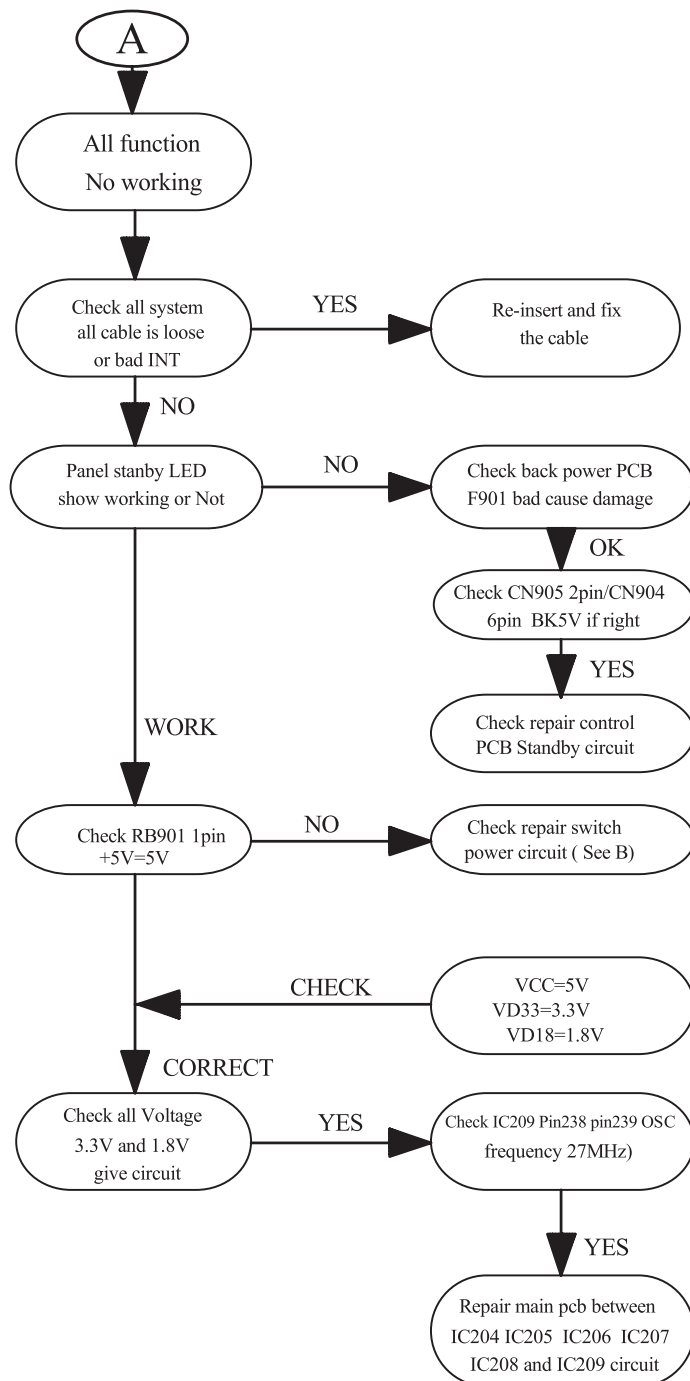 A
All function
No working
Check all system
all cable is loose
or bad INT
YES
Re-insert and fix
the cable
NO
Panel stanby LED
show working or Not
NO
Check back power PCB
F901 bad cause damage
OK
Check CN905 2pin/CN904
6pin BK5V if right
YES
Check repair control
PCB Standby circuit
WORK
Check RB901 1pin
+5V=5V
NO
Check repair switch
power circuit ( See B)
CHECK
VCC=5V
VD33=3.3V
VD18=1.8V
CORRECT
Check all Voltage
3.3V and 1.8V
give circuit
YES
Check IC209 Pin238 pin239 OSC
frequency 27MHz)
YES
Repair main pcb between
IC204 IC205 IC206 IC207
IC208 and IC209 circuit